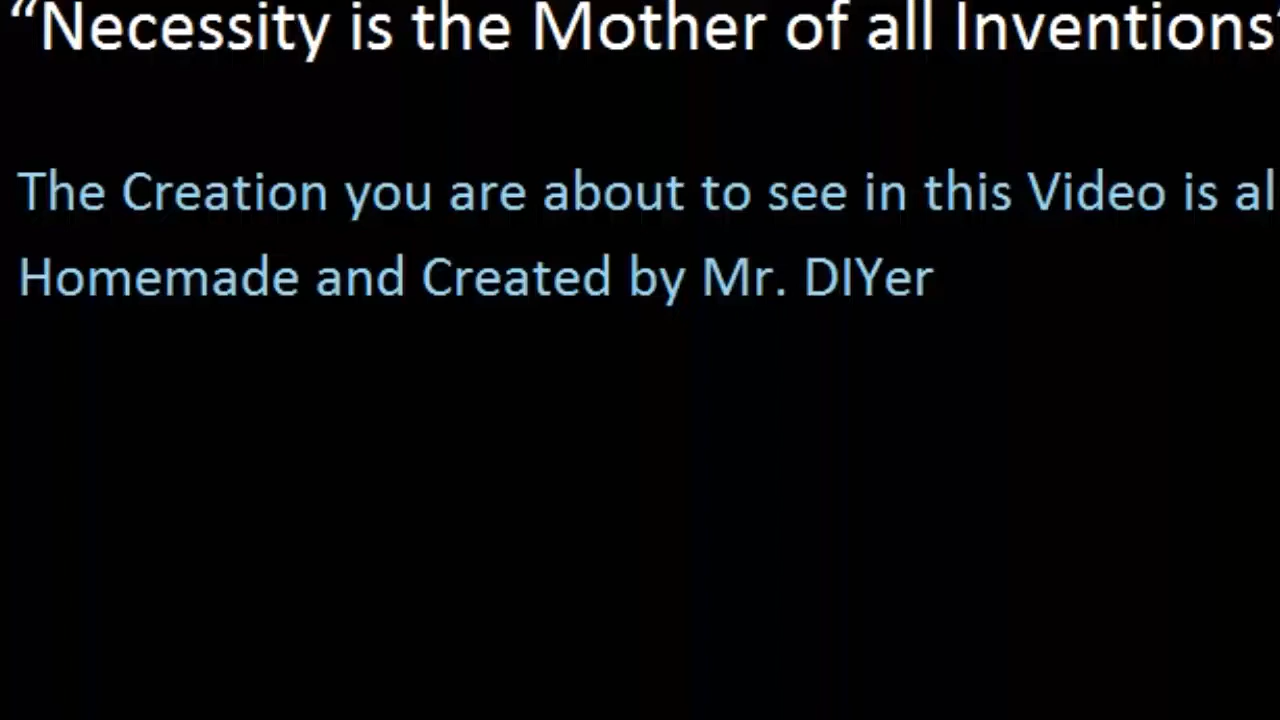 “Necessity is the Mother of all Inventions”
The Creation you are about to see in this Video is al
Homemade and Created by Mr. DIYer